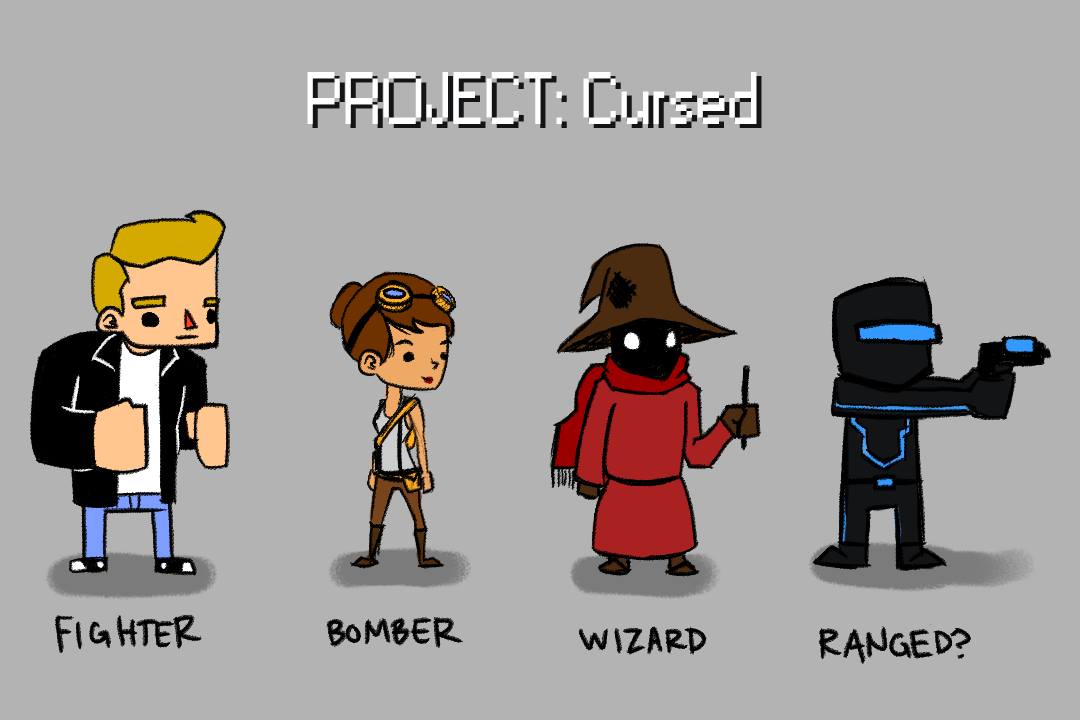 PROJECT: Cursed
FIGHTER
BOMBER
WIZARD
RANGED?